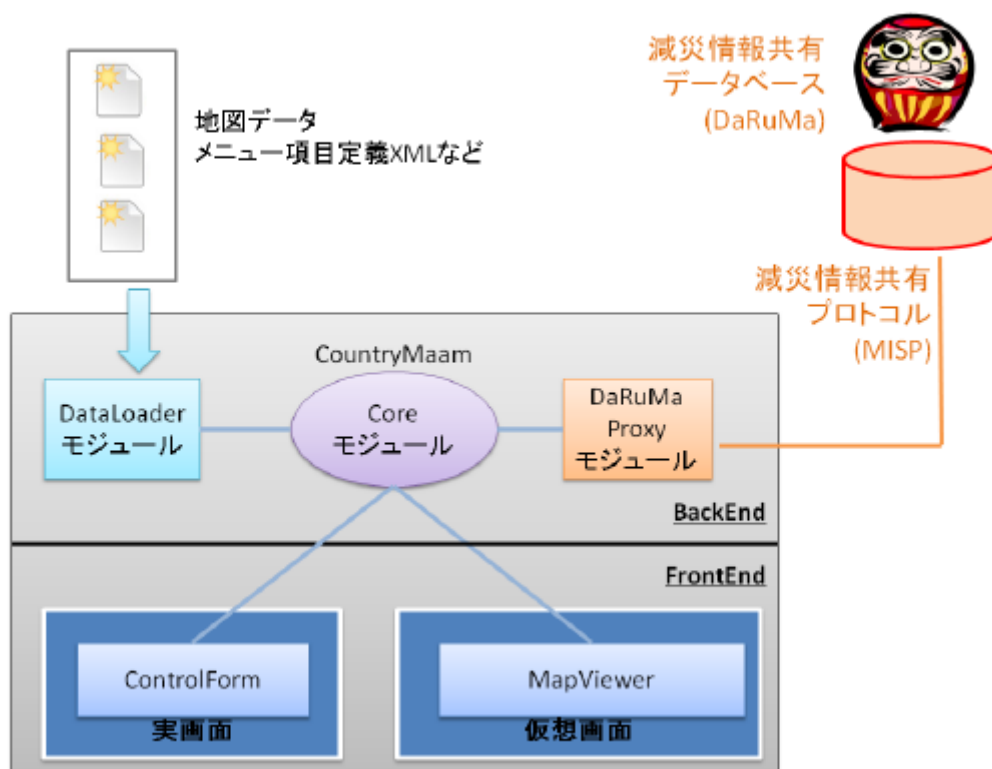 減災情報共有
データベース
(DaRuMa)
地図データ
メニュー項目定義XMLなど
減災情報共有
プロトコル
(MISP)
CountryMaam
DataLoader
モジュール
Core
モジュール
DaRuMa
Proxy
モジュール
BackEnd
FrontEnd
ControlForm
実画面
MapViewer
仮想画面